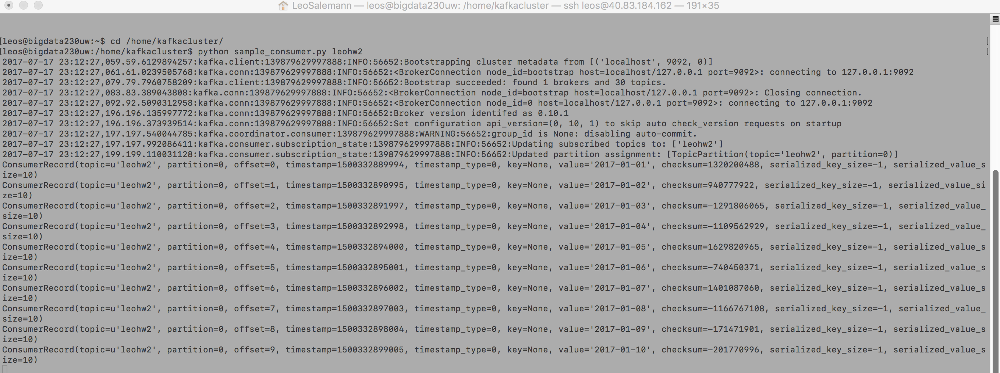 LeoSalemann — leos@bigdata230uw: /home/kafkacluster — ssh leos@40.83.184.162 — 191×35
[leos@bigdata230uw:~$ cd /home/kafkacluster/ ]
[leos@bigdata230uw:/home/kafkacluster$ python sample_consumer.py leohw2 ]
2017-07-17 23:12:27,059.59.6129894257:kafka.client:139879629997888:INFO:56652:Bootstrapping cluster metadata from [('localhost', 9092, 0)]
2017-07-17 23:12:27,061.61.0239505768:kafka.conn:139879629997888:INFO:56652:<BrokerConnection node_id=bootstrap host=localhost/127.0.0.1 port=9092>: connecting to 127.0.0.1:9092
2017-07-17 23:12:27,079.79.7960758209:kafka.client:139879629997888:INFO:56652:Bootstrap succeeded: found 1 brokers and 30 topics.
2017-07-17 23:12:27,083.83.389043808:kafka.conn:139879629997888:INFO:56652:<BrokerConnection node_id=bootstrap host=localhost/127.0.0.1 port=9092>: Closing connection.
2017-07-17 23:12:27,092.92.5090312958:kafka.conn:139879629997888:INFO:56652:<BrokerConnection node_id=0 host=localhost/127.0.0.1 port=9092>: connecting to 127.0.0.1:9092
2017-07-17 23:12:27,196.196.135997772:kafka.conn:139879629997888:INFO:56652:Broker version identifed as 0.10.1
2017-07-17 23:12:27,196.196.373939514:kafka.conn:139879629997888:INFO:56652:Set configuration api_version=(0, 10, 1) to skip auto check_version requests on startup
2017-07-17 23:12:27,197.197.540044785:kafka.coordinator.consumer:139879629997888:WARNING:56652:group_id is None: disabling auto-commit.
2017-07-17 23:12:27,197.197.992086411:kafka.consumer.subscription_state:139879629997888:INFO:56652:Updating subscribed topics to: ['leohw2']
2017-07-17 23:12:27,199.199.110031128:kafka.consumer.subscription_state:139879629997888:INFO:56652:Updated partition assignment: [TopicPartition(topic='leohw2', partition=0)]
ConsumerRecord(topic=u'leohw2', partition=0, offset=0, timestamp=1500332889994, timestamp_type=0, key=None, value='2017-01-01', checksum=1320200488, serialized_key_size=-1, serialized_value_s
ize=10)
ConsumerRecord(topic=u'leohw2', partition=0, offset=1, timestamp=1500332890995, timestamp_type=0, key=None, value='2017-01-02', checksum=940777922, serialized_key_size=-1, serialized_value_si
ze=10)
ConsumerRecord(topic=u'leohw2', partition=0, offset=2, timestamp=1500332891997, timestamp_type=0, key=None, value='2017-01-03', checksum=-1291806065, serialized_key_size=-1, serialized_value_
size=10)
ConsumerRecord(topic=u'leohw2', partition=0, offset=3, timestamp=1500332892998, timestamp_type=0, key=None, value='2017-01-04', checksum=-1109562929, serialized_key_size=-1, serialized_value_
size=10)
ConsumerRecord(topic=u'leohw2', partition=0, offset=4, timestamp=1500332894000, timestamp_type=0, key=None, value='2017-01-05', checksum=1629820965, serialized_key_size=-1, serialized_value_s
ize=10)
ConsumerRecord(topic=u'leohw2', partition=0, offset=5, timestamp=1500332895001, timestamp_type=0, key=None, value='2017-01-06', checksum=-740450371, serialized_key_size=-1, serialized_value_s
ize=10)
ConsumerRecord(topic=u'leohw2', partition=0, offset=6, timestamp=1500332896002, timestamp_type=0, key=None, value='2017-01-07', checksum=1401087060, serialized_key_size=-1, serialized_value_s
ize=10)
ConsumerRecord(topic=u'leohw2', partition=0, offset=7, timestamp=1500332897003, timestamp_type=0, key=None, value='2017-01-08', checksum=-1166767108, serialized_key_size=-1, serialized_value_
size=10)
ConsumerRecord(topic=u'leohw2', partition=0, offset=8, timestamp=1500332898004, timestamp_type=0, key=None, value='2017-01-09', checksum=-171471901, serialized_key_size=-1, serialized_value_s
ize=10)
ConsumerRecord(topic=u'leohw2', partition=0, offset=9, timestamp=1500332899005, timestamp_type=0, key=None, value='2017-01-10', checksum=-201770996, serialized_key_size=-1, serialized_value_s
ize=10)